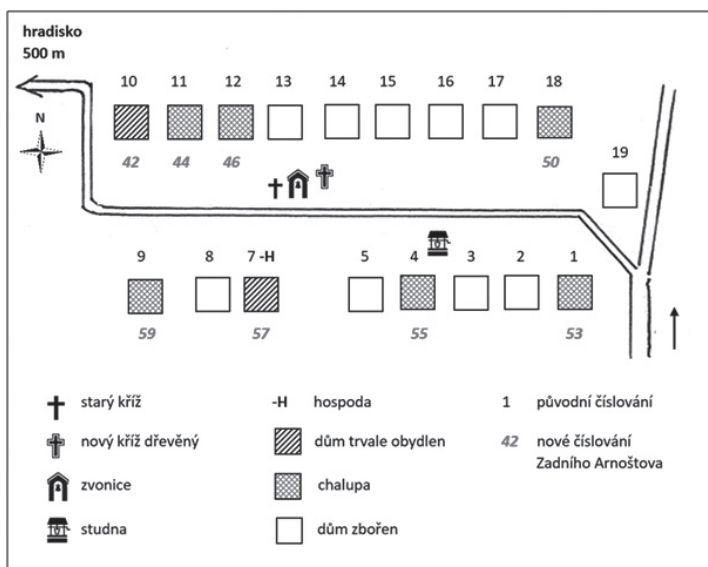 hradisko
500 m
10 11 12 13 14 15 16 17 18
N
42 44 46 50
19
9 8 7 -H 5 4 3 2 1
59 57 55 53
starý kříž -H hospoda 1 původní číslování
nový kříž dřevěný dům trvale obydlen 42 nové číslování
Zadního Arnoštova
zvonice chalupa
studna dům zbořen